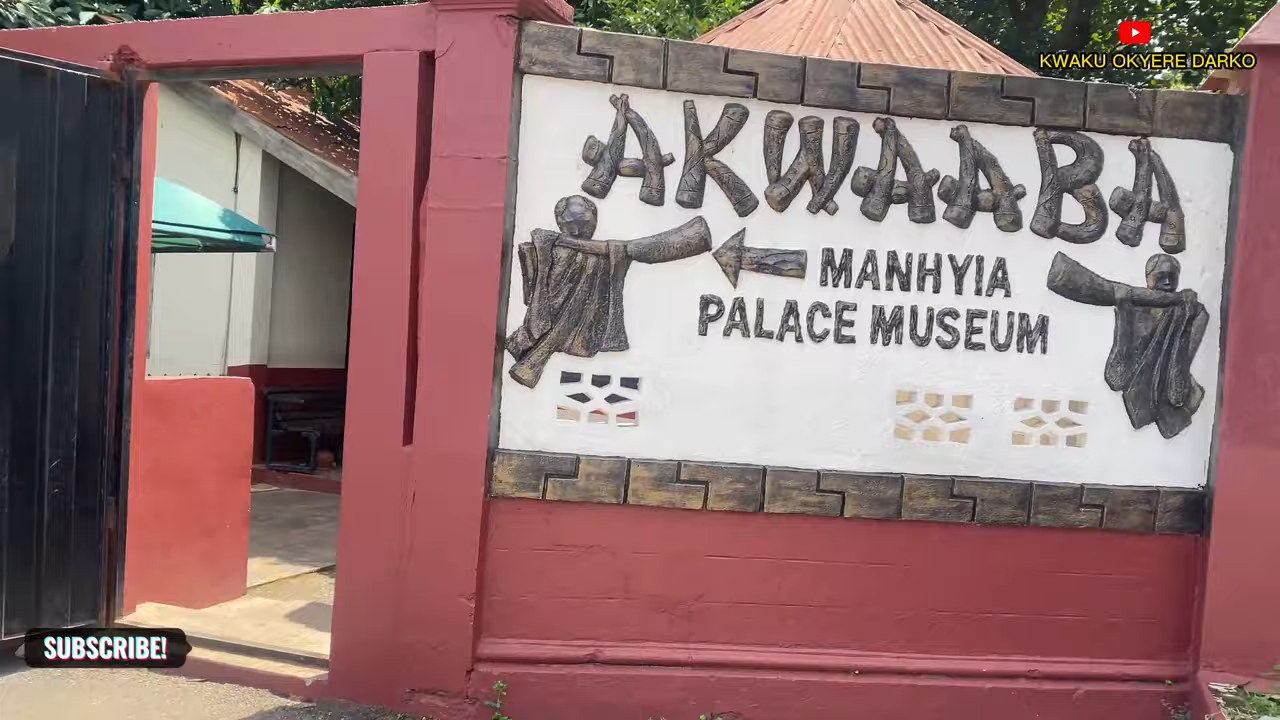 KWAKU OKYERE DARKO
AKWAABA
MANHYIA
PALACE MUSEUM
SUBSCRIBE!